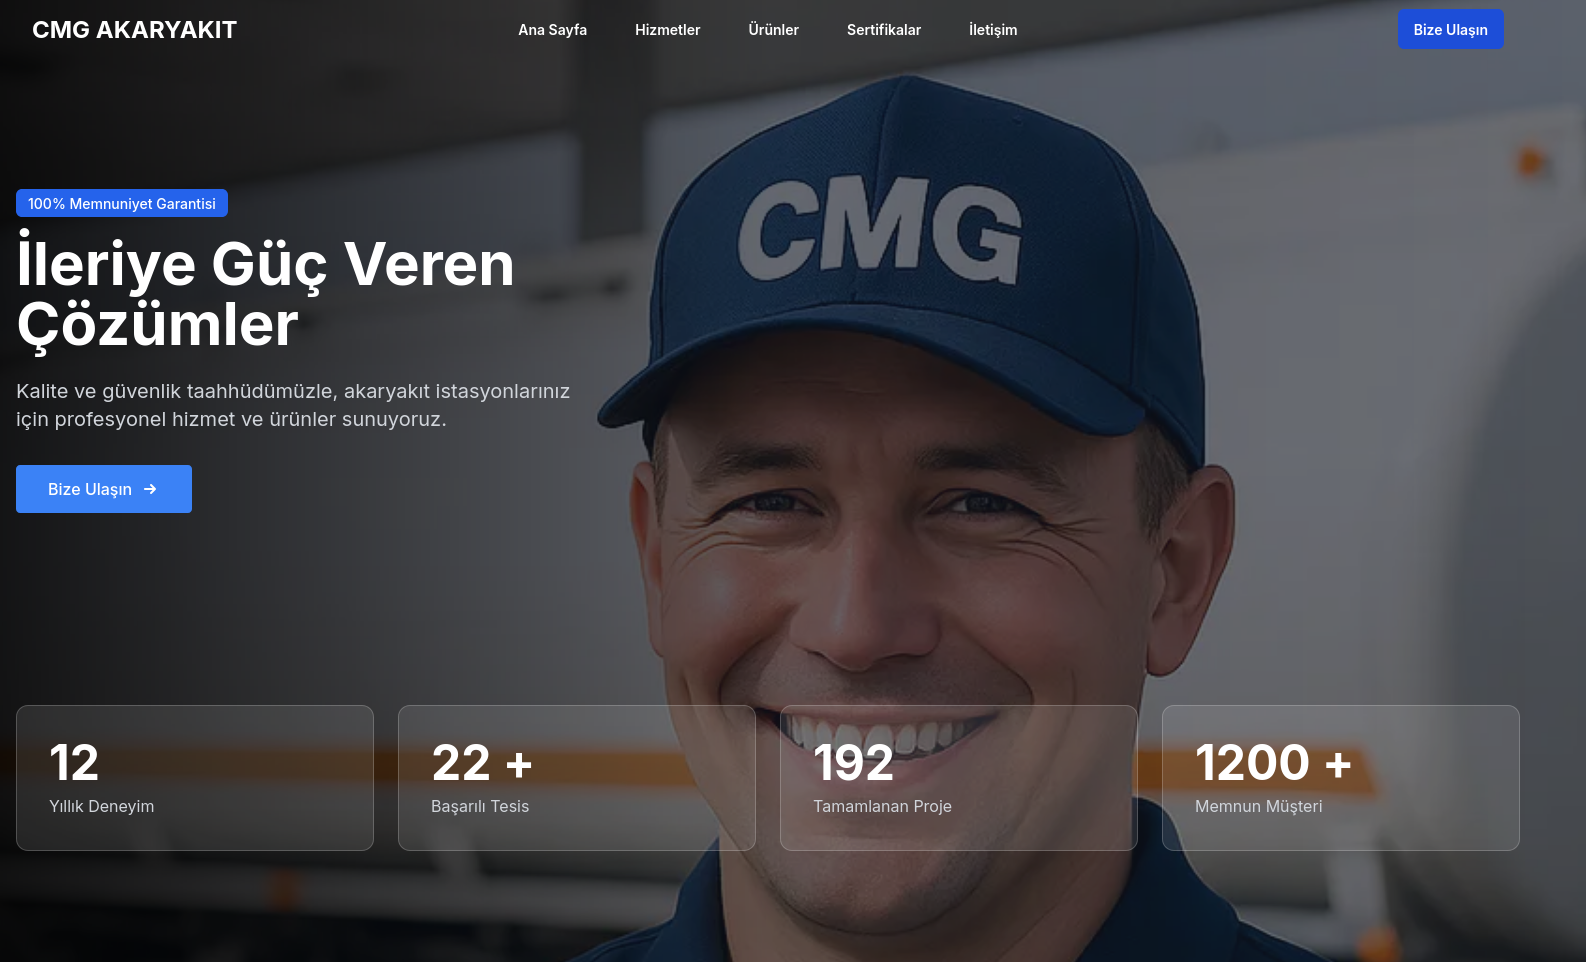 CMG AKARYAKIT
Ana Sayfa
Hizmetler
Ürünler
Sertifikalar
İletişim
Bize Ulaşın
CMG
100% Memnuniyet Garantisi
İleriye Güç Veren
Çözümler
Kalite ve güvenlik taahhüdümüzle, akaryakıt istasyonlarınız
için profesyonel hizmet ve ürünler sunuyoruz.
Bize Ulaşın →
12
Yıllık Deneyim
22 +
Başarılı Tesis
192
Tamamlanan Proje
1200 +
Memnun Müşteri